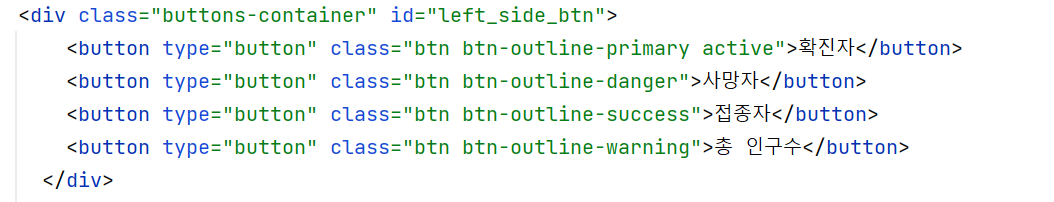 <div class="buttons-container" id="left_side_btn">
<button type="button" class="btn btn-outline-primary active">확진자</button>
<button type="button" class="btn btn-outline-danger">사망자</button>
<button type="button" class="btn btn-outline-success">접종자</button>
<button type="button" class="btn btn-outline-warning">총 인구수</button>
</div>